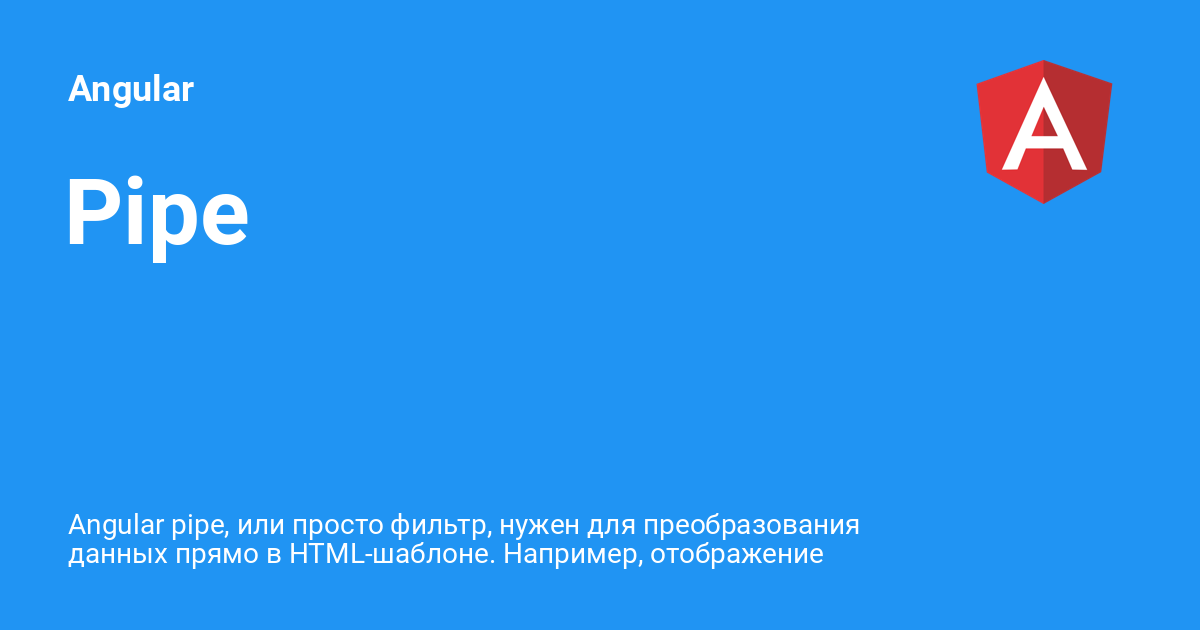 Angular
Pipe
Angular pipe, или просто фильтр, нужен для преобразования
данных прямо в HTML-шаблоне. Например, отображение